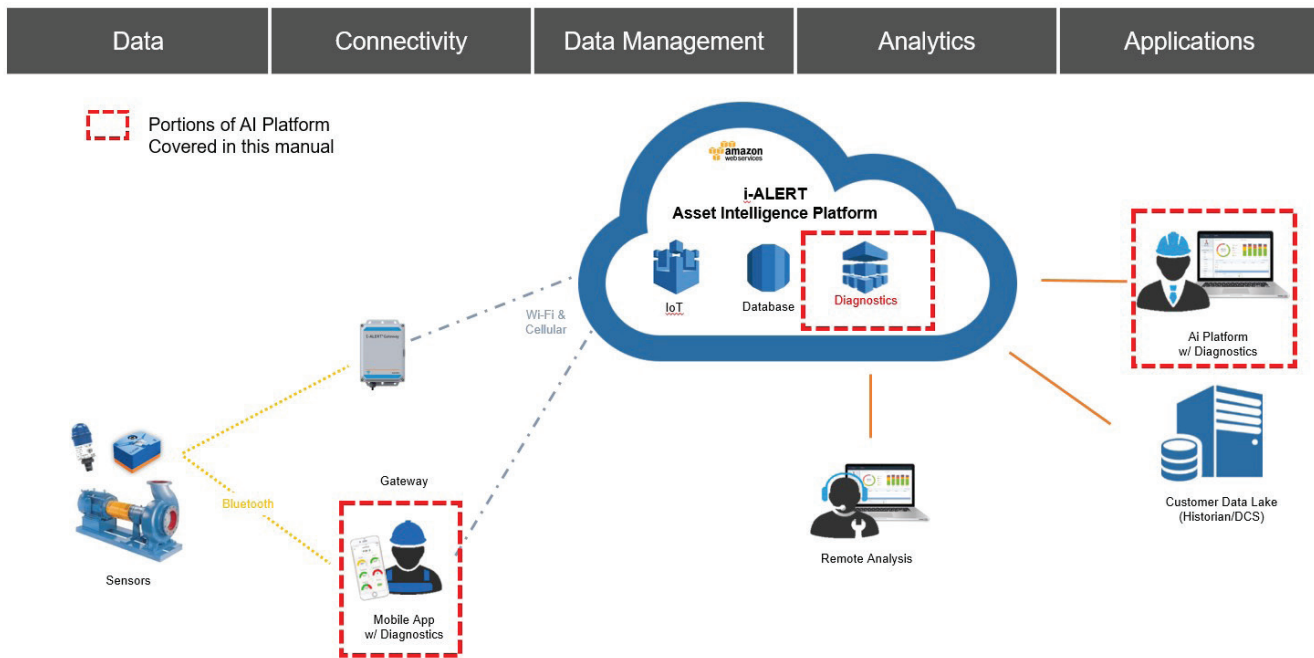 Data
Connectivity
Data Management
Analytics
Applications
Portions of AI Platform
Covered in this manual
amazon
web services
i-ALERT
Asset Intelligence Platform
IoT
Database
Diagnostics
Wi-Fi &
Cellular
i-ALERT Gateway
Bluetooth
Gateway
Sensors
Mobile App
w/ Diagnostics
Remote Analysis
Ai Platform
w/ Diagnostics
Customer Data Lake
(Historian/DCS)